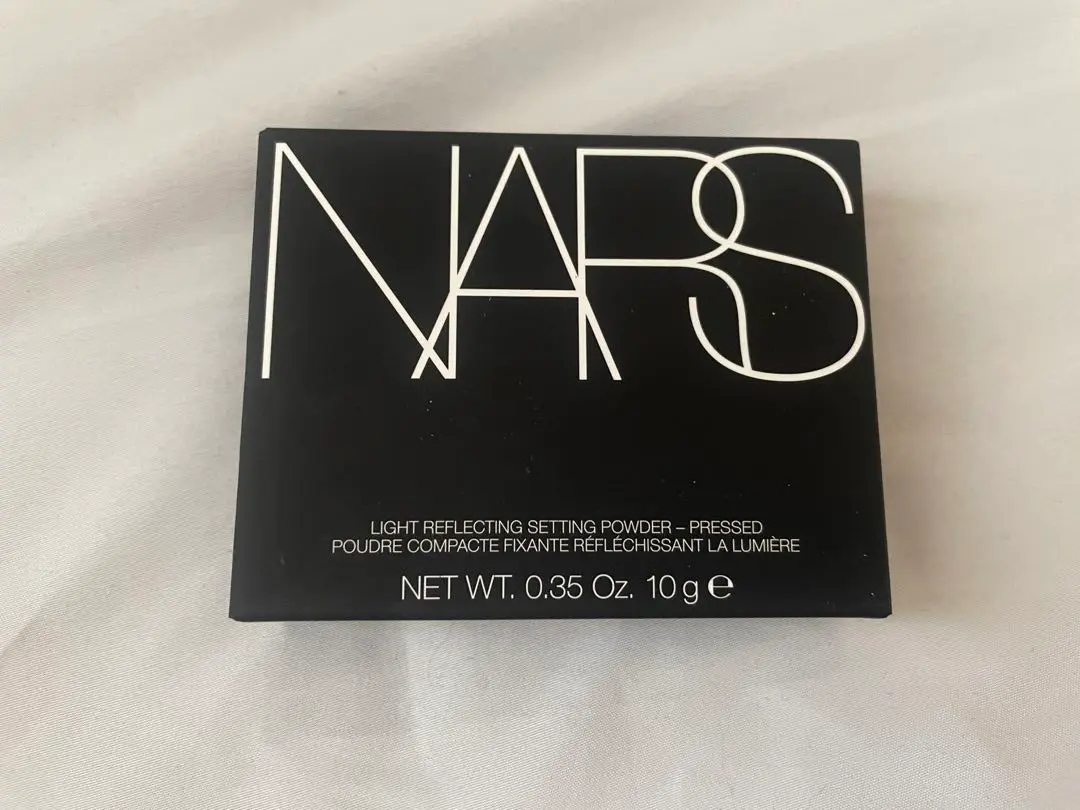 NARS
LIGHT REFLECTING SETTING POWDER – PRESSED
POUDRE COMPACTE FIXANTE RÉFLÉCHISSANT LA LUMIÈRE
NET WT. 0.35 Oz. 10 g ℮